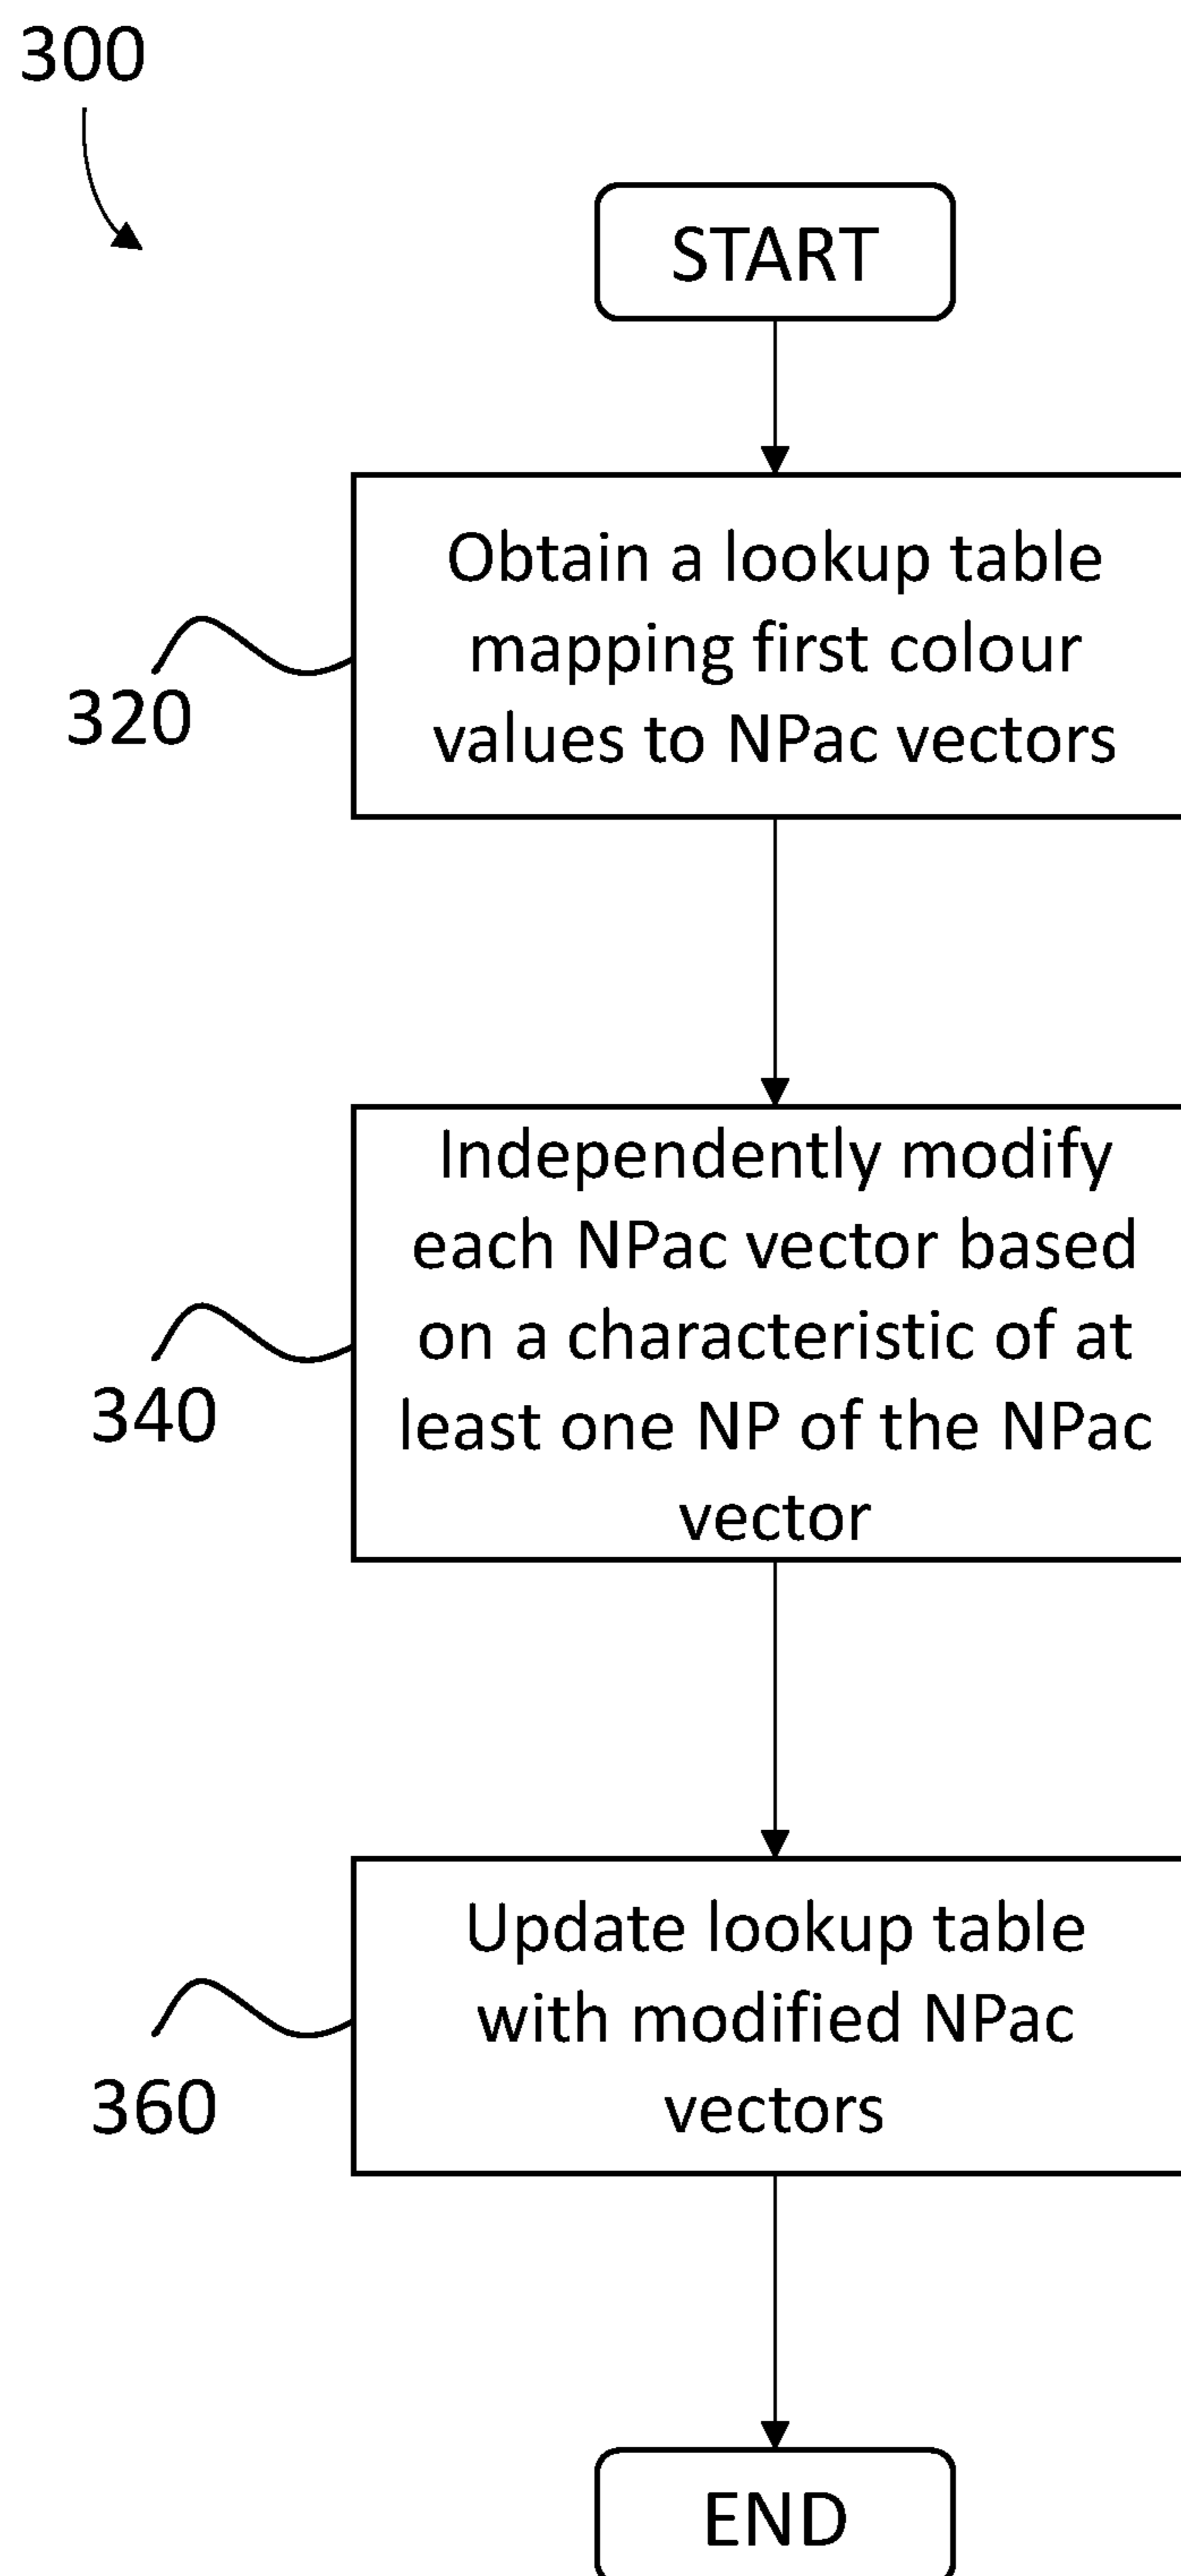 300
START
Obtain a lookup table
mapping first colour
values to NPac vectors
320
Independently modify
each NPac vector based
on a characteristic of at
least one NP of the NPac
vector
340
Update lookup table
with modified NPac
vectors
360
END